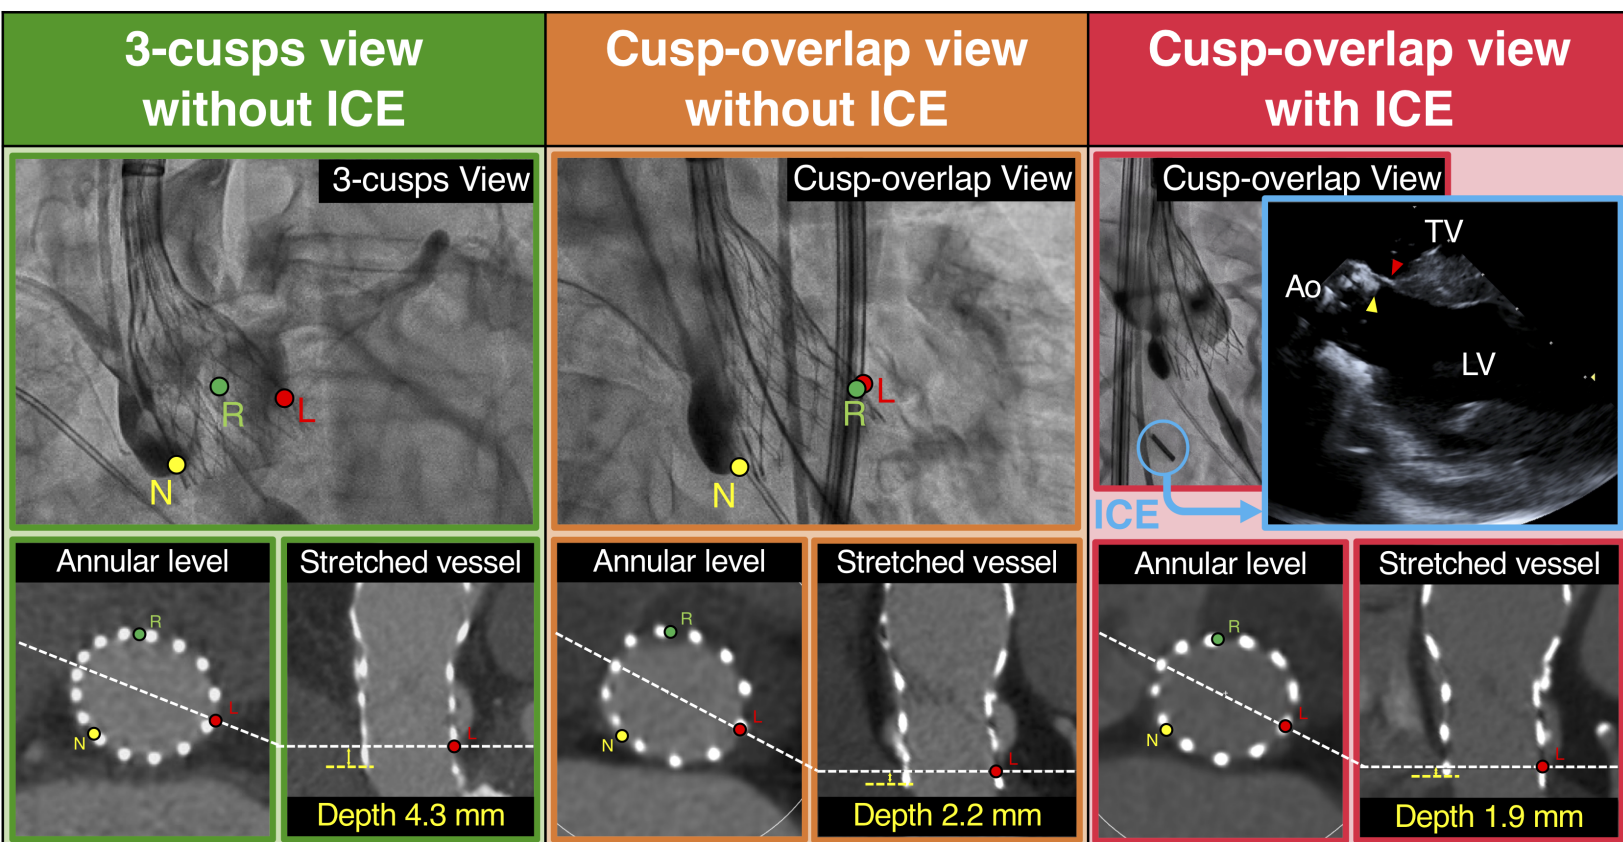 3-cusps view
without ICE
Cusp-overlap view
without ICE
Cusp-overlap view
with ICE
3-cusps View
R
L
N
Cusp-overlap View
L
R
N
Cusp-overlap View
TV
Ao
LV
ICE
Annular level
R
L
N
Stretched vessel
L
Depth 4.3 mm
Annular level
R
L
N
Stretched vessel
L
Depth 2.2 mm
Annular level
R
L
N
Stretched vessel
L
Depth 1.9 mm